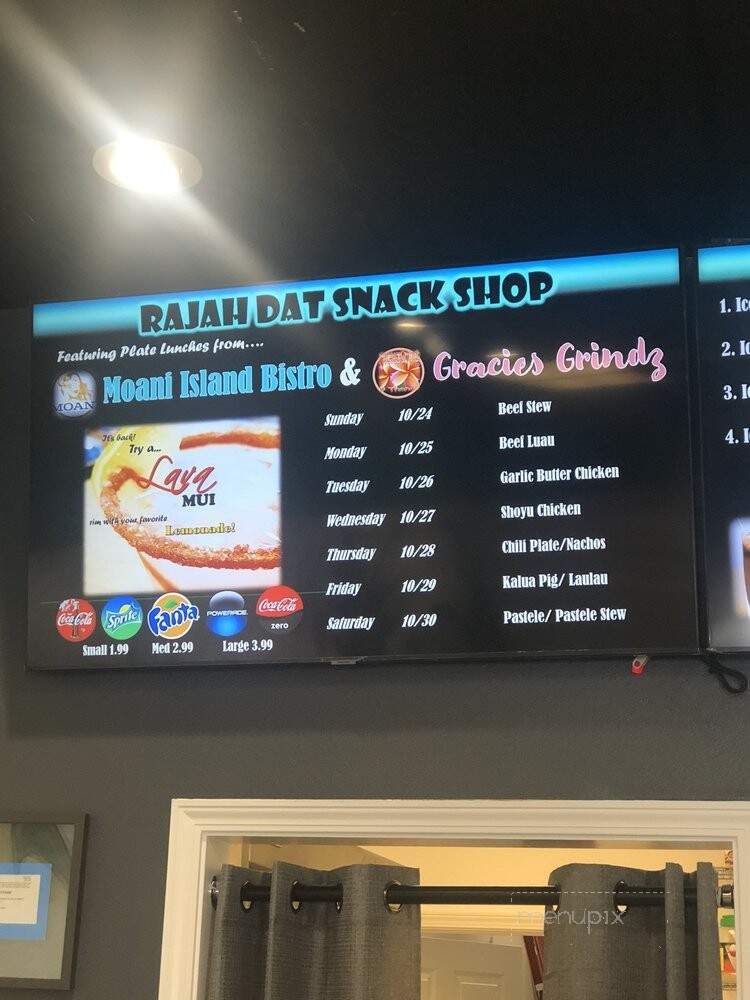 RAJAH DAT SNACK SHOP
Featuring Plate Lunches from....
MOANI
Moani Island Bistro & Gracies Grindz
It's back!
Try a...
Lava
MUI
rim with your favorite
Lemonade!
Sunday 10/24 Beef Stew
Monday 10/25 Beef Luau
Tuesday 10/26 Garlic Butter Chicken
Wednesday 10/27 Shoyu Chicken
Thursday 10/28 Chili Plate/Nachos
Friday 10/29 Kalua Pig/ Laulau
Saturday 10/30 Pastele/ Pastele Stew
Coca-Cola
Sprite
Fanta
POWERADE
Coca-Cola
zero
Small 1.99 Med 2.99 Large 3.99
1.
2.
3.
4.
menupix